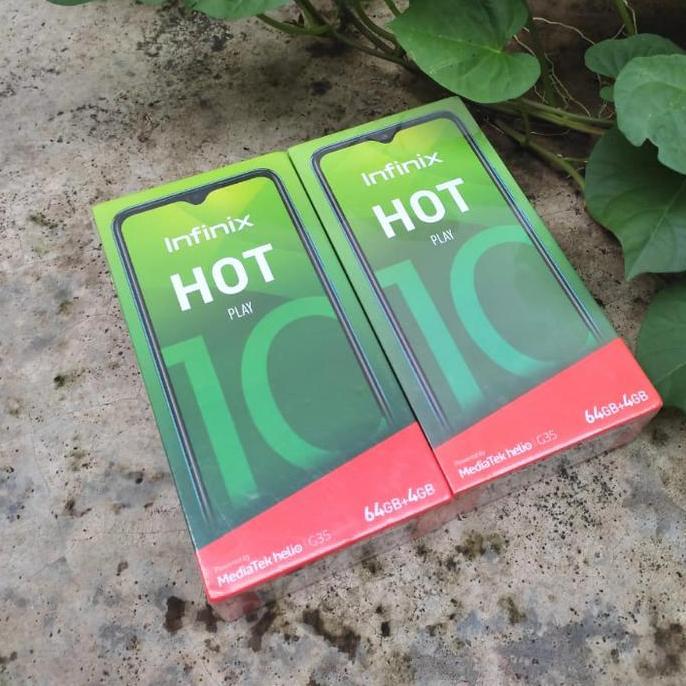 Infinix
HOT
PLAY
10
64GB+4GB
Powered by
MediaTek helio G35
Infinix
HOT
PLAY
10
64GB+4GB
Powered by
MediaTek helio G35